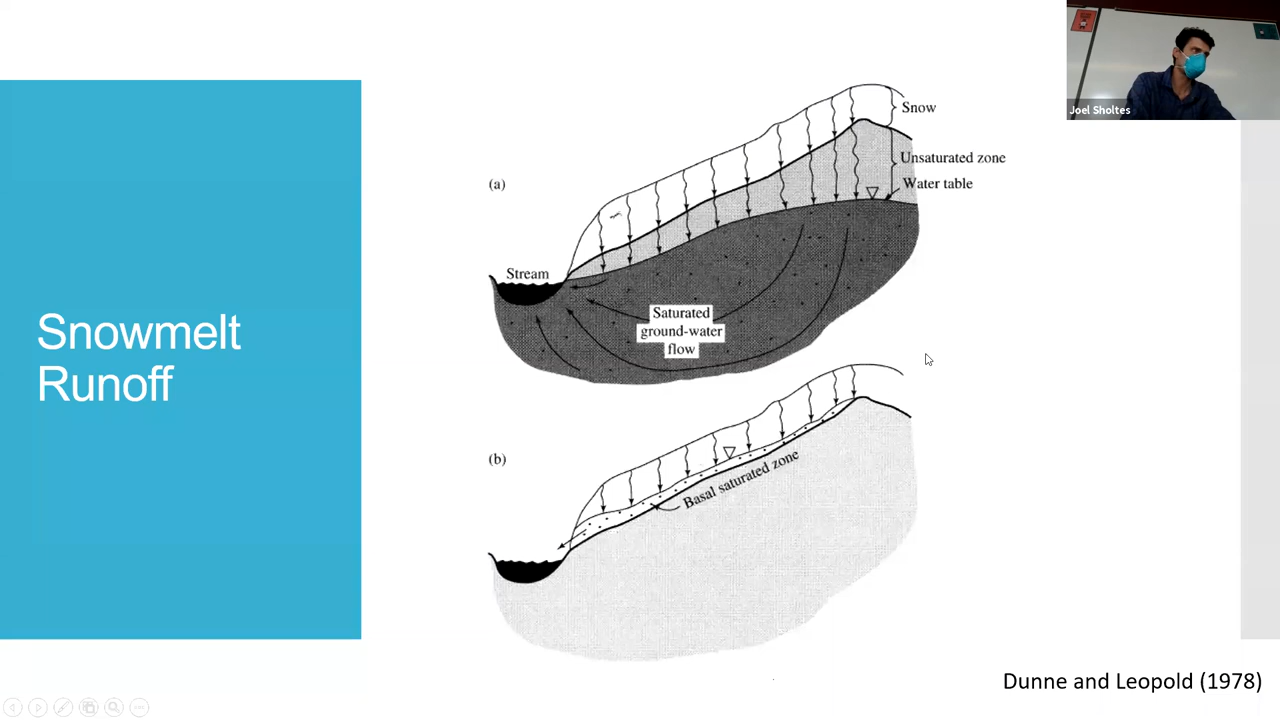 Snowmelt
Runoff
(a)
Snow
Unsaturated zone
Water table
Stream
Saturated
ground-water
flow
(b)
Basal saturated zone
Dunne and Leopold (1978)
Joel Sholtes